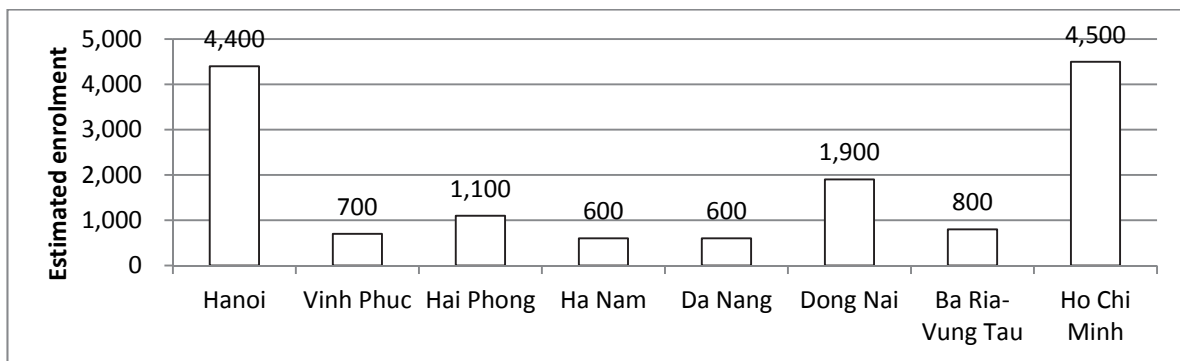 Estimated enrolment
5,000
4,000
3,000
2,000
1,000
0
4,400
700
1,100
600
600
1,900
800
4,500
Hanoi
Vinh Phuc
Hai Phong
Ha Nam
Da Nang
Dong Nai
Ba Ria-
Vung Tau
Ho Chi
Minh